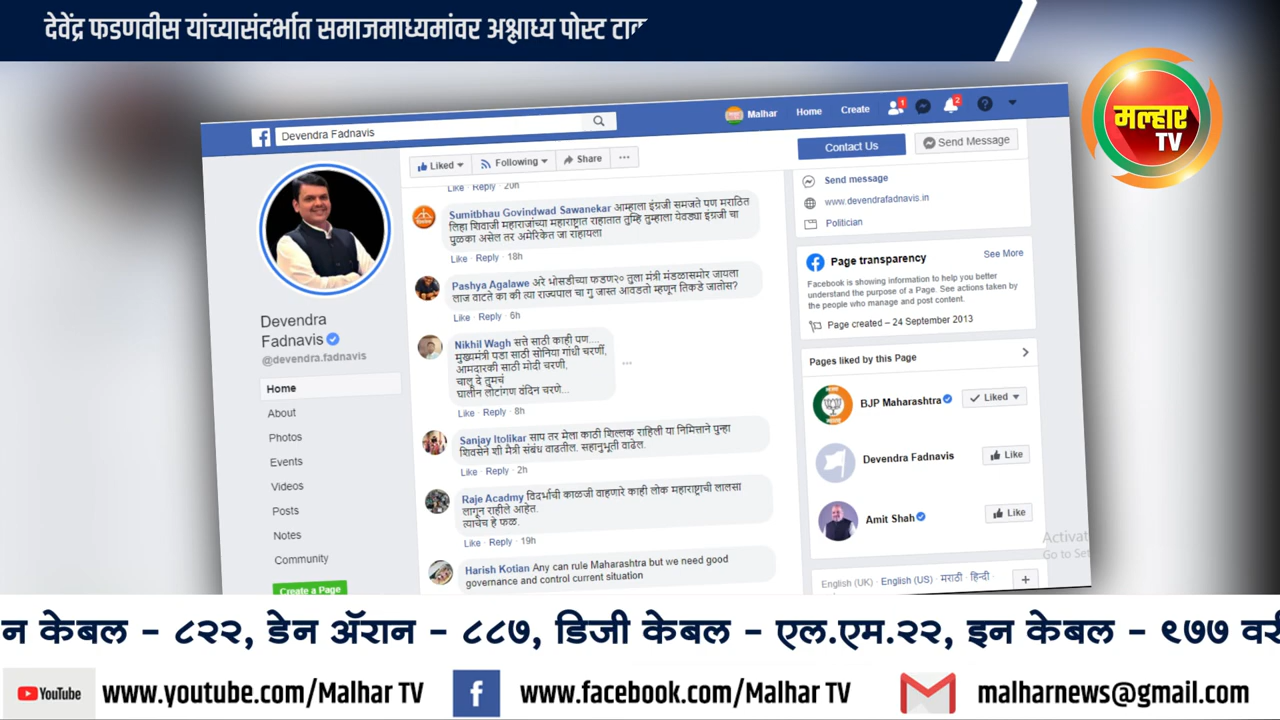 देवेंद्र फडणवीस यांच्यासंदर्भात समाजमाध्यमांवर अश्लाध्य पोस्ट
मल्हार
TV
Devendra Fadnavis
Malhar
Home
Create
1
2
Liked
Following
Share
Contact Us
Send Message
Like · Reply · 20h
Sumitbhau Govindwad Sawanekar आम्हाला इंग्रजी समजते पण मराठित
लिहा शिवाजी महाराजांच्या महाराष्ट्रात राहातात तुम्हि तुम्हाला येवड्या इंग्रजी चा
पुळका असेल तर अमेरिकेत जा राहायला
Like · Reply · 18h
Pashya Agalawe अरे भोसडीच्या फडण२० तुला मंत्री मंडळासमोर जायला
लाज वाटते का की त्या राज्यपाल चा गु जास्त आवडतो म्हणून तिकडे जातोस?
Like · Reply · 6h
Nikhil Wagh सत्ते साठी काही पण....
मुख्यमंत्री पडा साठी सोनिया गांधी चरणीं,
आमदारकी साठी मोदी चरणी,
चालू दे तुमचं
घालीन लोटांगण वंदिन चरणे...
Like · Reply · 8h
Sanjay Itolikar साप तर मेला काठी शिल्लक राहिली या निमित्ताने पुन्हा
शिवसेने शी मैत्री संबंध वाढतील. सहानुभूती वाढेल.
Like · Reply · 2h
Raje Acadmy विदर्भाची काळजी वाहणारे काही लोक महाराष्ट्राची लालसा
लागून राहीले आहेत.
त्याचेच हे फळ.
Like · Reply · 19h
Harish Kotian Any can rule Maharashtra but we need good
governance and control current situation
Devendra
Fadnavis
@devendra.fadnavis
Home
About
Photos
Events
Videos
Posts
Notes
Community
Create a Page
Send message
www.devendrafadnavis.in
Politician
Page transparency
See More
Facebook is showing information to help you better
understand the purpose of a Page. See actions taken by
the people who manage and post content.
Page created – 24 September 2013
Pages liked by this Page
BJP Maharashtra
Liked
Devendra Fadnavis
Like
Amit Shah
Like
English (UK) · English (US) · मराठी · हिन्दी ·
न केबल - ८२२, डेन ॲरान - ८८७, डिजी केबल - एल.एम.२२, इन केबल - ९७७
YouTube
www.youtube.com/Malhar TV
www.facebook.com/Malhar TV
malharnews@gmail.com